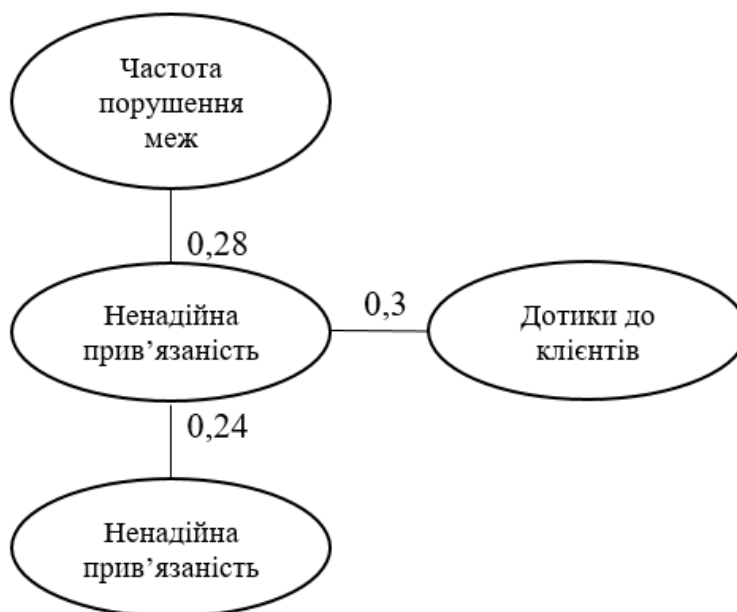 Частота
порушення
меж
0,28
Ненадійна
прив’язаність
0,3
Дотики до
клієнтів
0,24
Ненадійна
прив’язаність